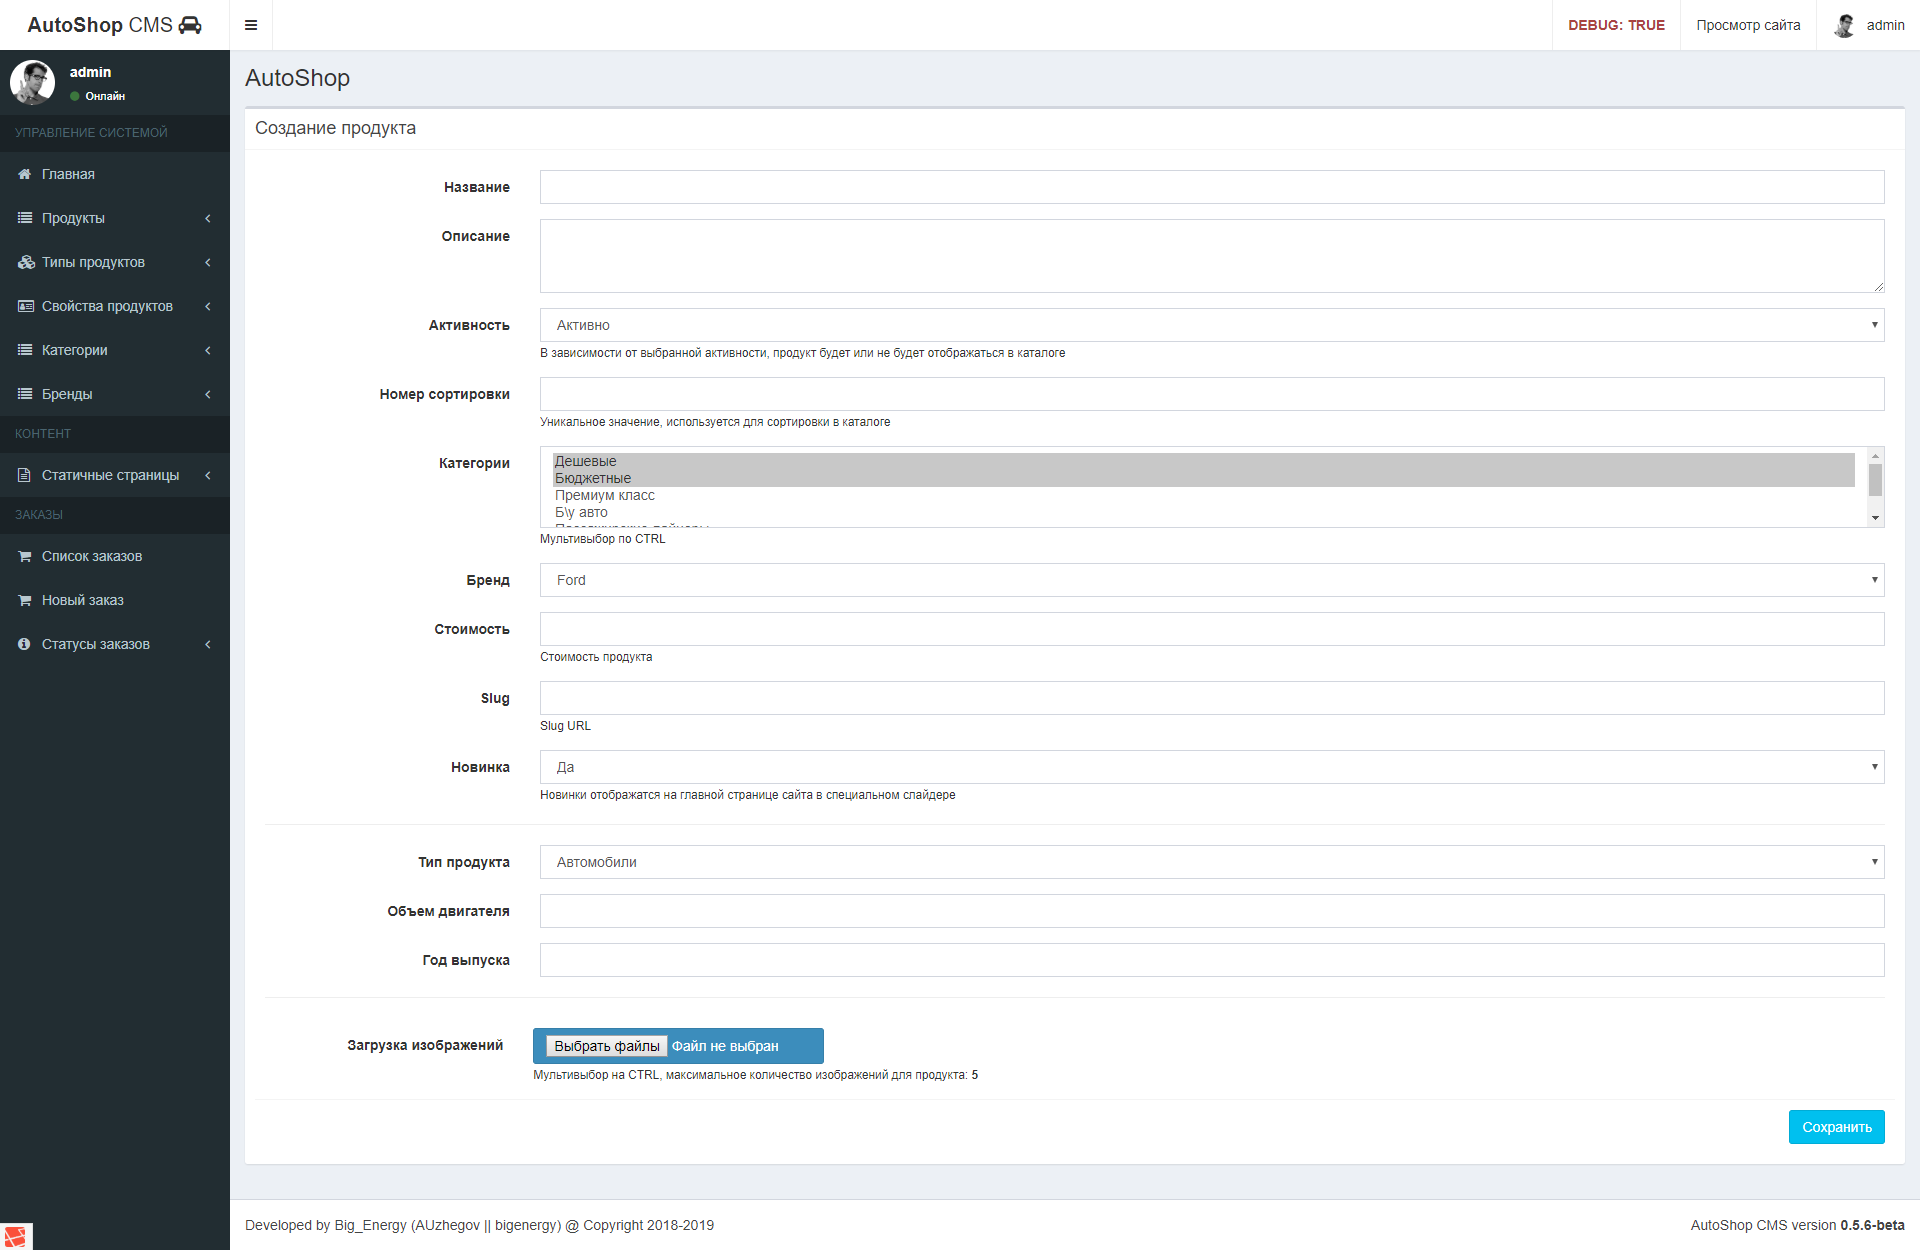 AutoShop CMS
DEBUG: TRUE
Просмотр сайта
admin
admin
Онлайн
УПРАВЛЕНИЕ СИСТЕМОЙ
Главная
Продукты
Типы продуктов
Свойства продуктов
Категории
Бренды
КОНТЕНТ
Статичные страницы
ЗАКАЗЫ
Список заказов
Новый заказ
Статусы заказов
AutoShop
Создание продукта
Название
Описание
Активность
Активно
В зависимости от выбранной активности, продукт будет или не будет отображаться в каталоге
Номер сортировки
Уникальное значение, используется для сортировки в каталоге
Категории
Дешевые
Бюджетные
Премиум класс
Б\у авто
Мультивыбор по CTRL
Бренд
Ford
Стоимость
Стоимость продукта
Slug
Slug URL
Новинка
Да
Новинки отображатся на главной странице сайта в специальном слайдере
Тип продукта
Автомобили
Объем двигателя
Год выпуска
Загрузка изображений
Выбрать файлы Файл не выбран
Мультивыбор на CTRL, максимальное количество изображений для продукта: 5
Сохранить
Developed by Big_Energy (AUzhegov || bigenergy) @ Copyright 2018-2019
AutoShop CMS version 0.5.6-beta